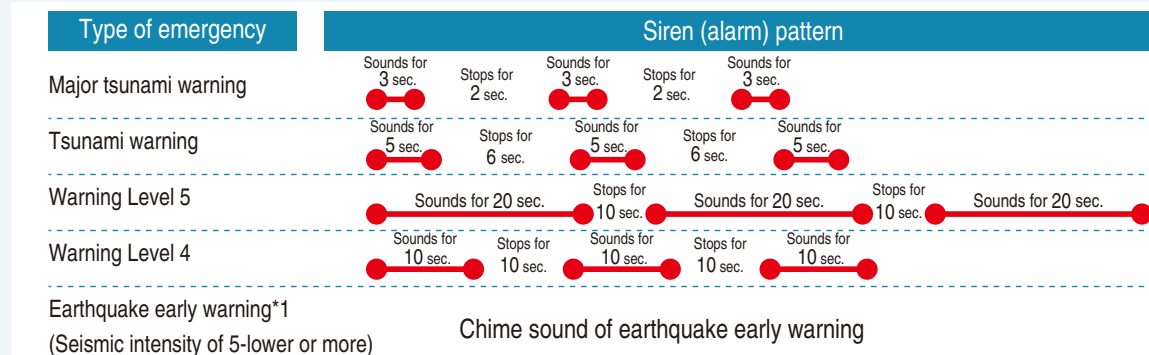 Type of emergency
Siren (alarm) pattern
Major tsunami warning
Sounds for
3 sec.
Stops for
2 sec.
Sounds for
3 sec.
Stops for
2 sec.
Sounds for
3 sec.
Tsunami warning
Sounds for
5 sec.
Stops for
6 sec.
Sounds for
5 sec.
Stops for
6 sec.
Sounds for
5 sec.
Warning Level 5
Sounds for 20 sec.
Stops for
10 sec.
Sounds for 20 sec.
Stops for
10 sec.
Sounds for 20 sec.
Warning Level 4
Sounds for
10 sec.
Stops for
10 sec.
Sounds for
10 sec.
Stops for
10 sec.
Sounds for
10 sec.
Earthquake early warning*1
(Seismic intensity of 5-lower or more)
Chime sound of earthquake early warning